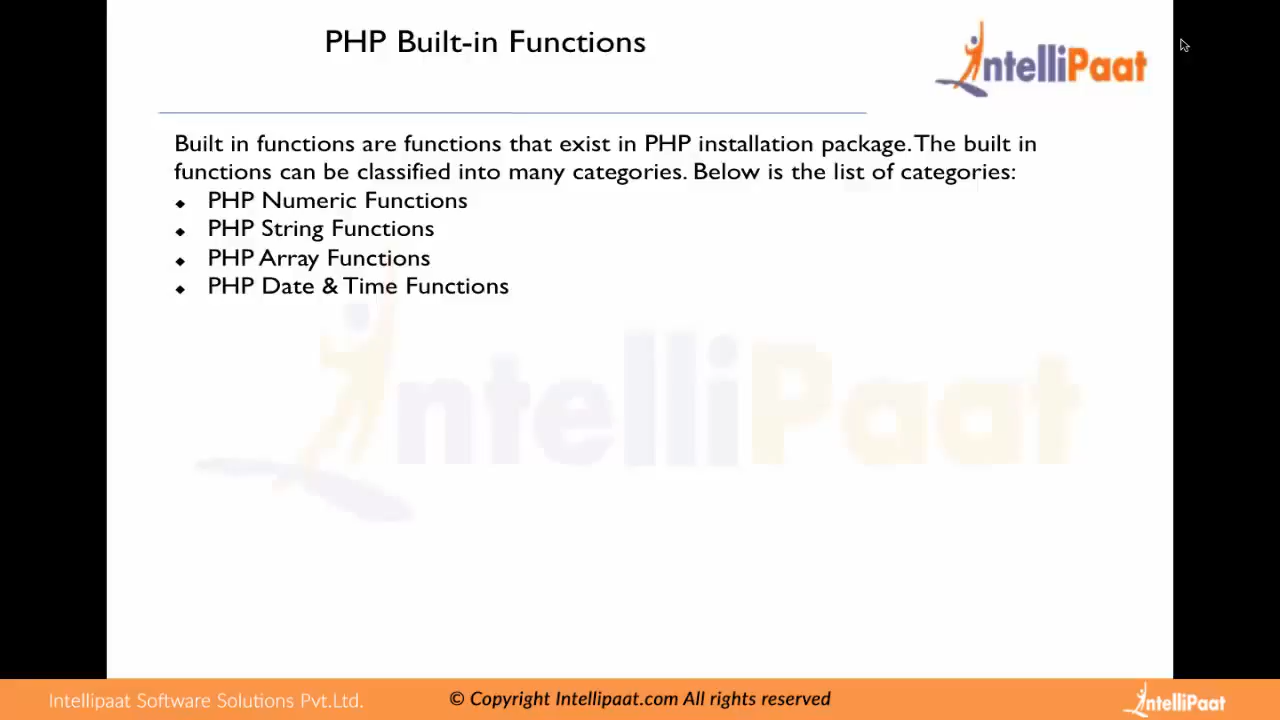 PHP Built-in Functions
IntelliPaat
Built in functions are functions that exist in PHP installation package. The built in
functions can be classified into many categories. Below is the list of categories:
◆ PHP Numeric Functions
◆ PHP String Functions
◆ PHP Array Functions
◆ PHP Date & Time Functions
IntelliPaat
Intellipaat Software Solutions Pvt.Ltd.
© Copyright Intellipaat.com All rights reserved
IntelliPaat